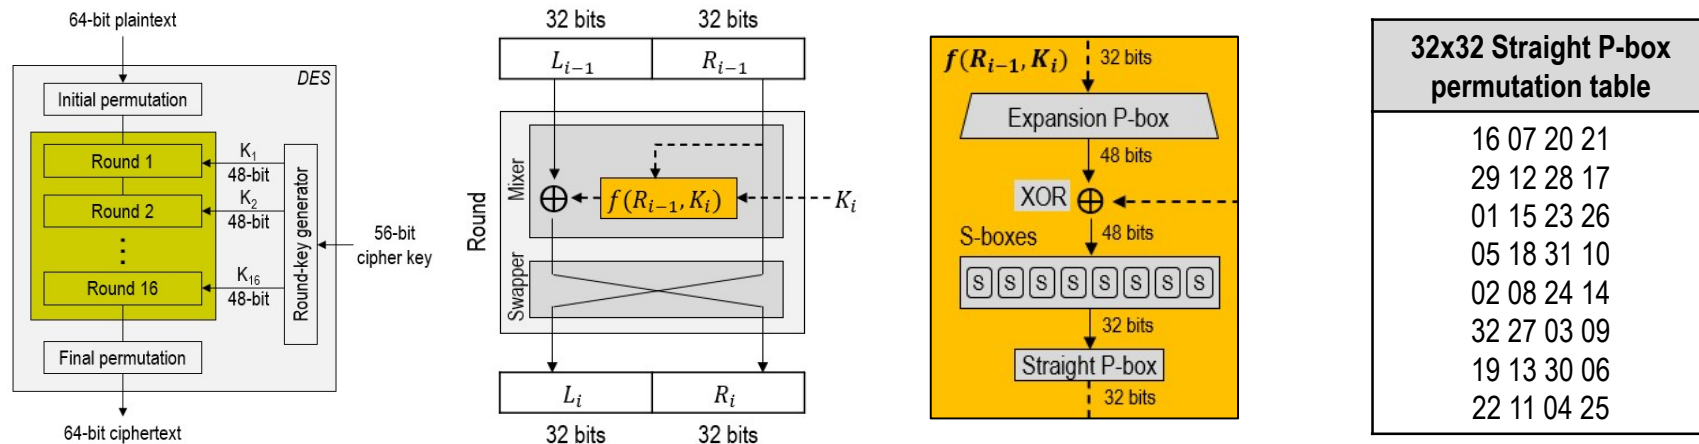 64-bit plaintext
DES
Initial permutation
Round 1
K1
48-bit
Round 2
K2
48-bit
⋮
Round 16
K16
48-bit
Round-key generator
56-bit
cipher key
Final permutation
64-bit ciphertext
32 bits 32 bits
Li−1 Ri−1
Round
Mixer
⊕
f(Ri−1, Ki)
Ki
Swapper
Li Ri
32 bits 32 bits
f(Ri−1, Ki) 32 bits
Expansion P-box
48 bits
XOR ⊕
48 bits
S-boxes
S S S S S S S S
32 bits
Straight P-box
32 bits
32x32 Straight P-box
permutation table
16 07 20 21
29 12 28 17
01 15 23 26
05 18 31 10
02 08 24 14
32 27 03 09
19 13 30 06
22 11 04 25